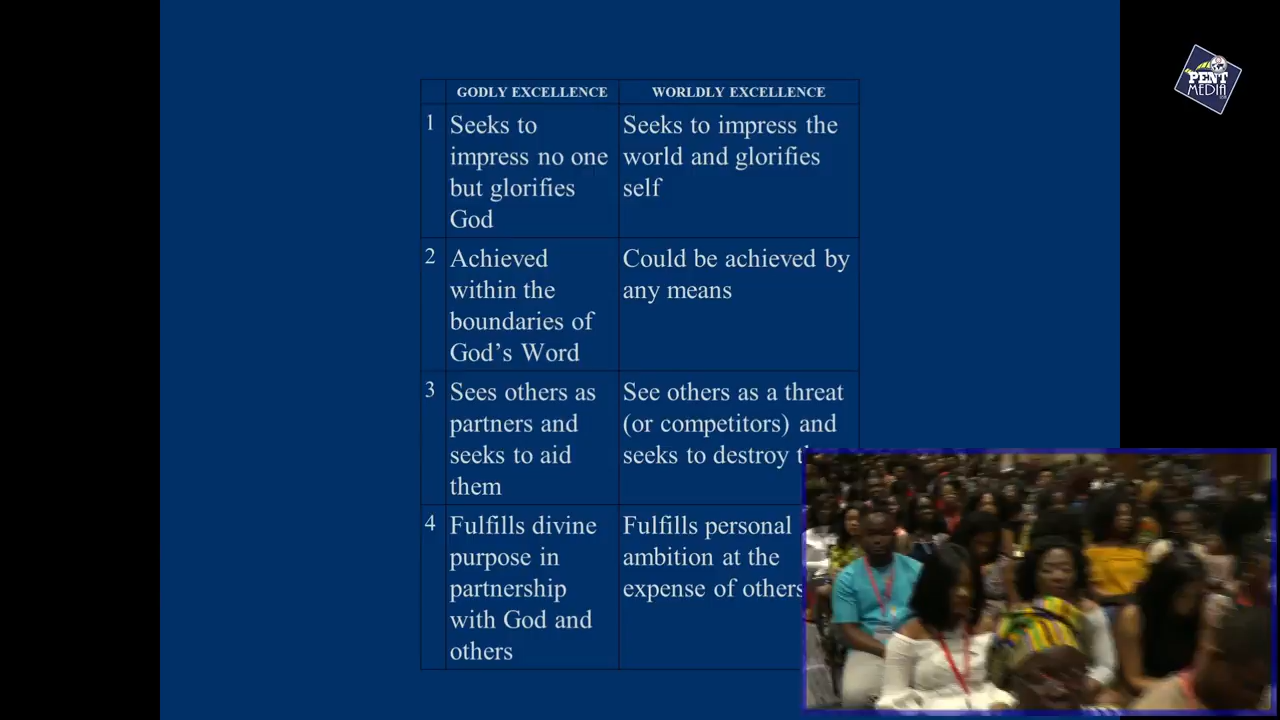 GODLY EXCELLENCE
WORLDLY EXCELLENCE
1
Seeks to
impress no one
but glorifies
God
Seeks to impress the
world and glorifies
self
2
Achieved
within the
boundaries of
God’s Word
Could be achieved by
any means
3
Sees others as
partners and
seeks to aid
them
See others as a threat
(or competitors) and
seeks to destroy
4
Fulfills divine
purpose in
partnership
with God and
others
Fulfills personal
ambition at the
expense of others
PENT
MEDIA